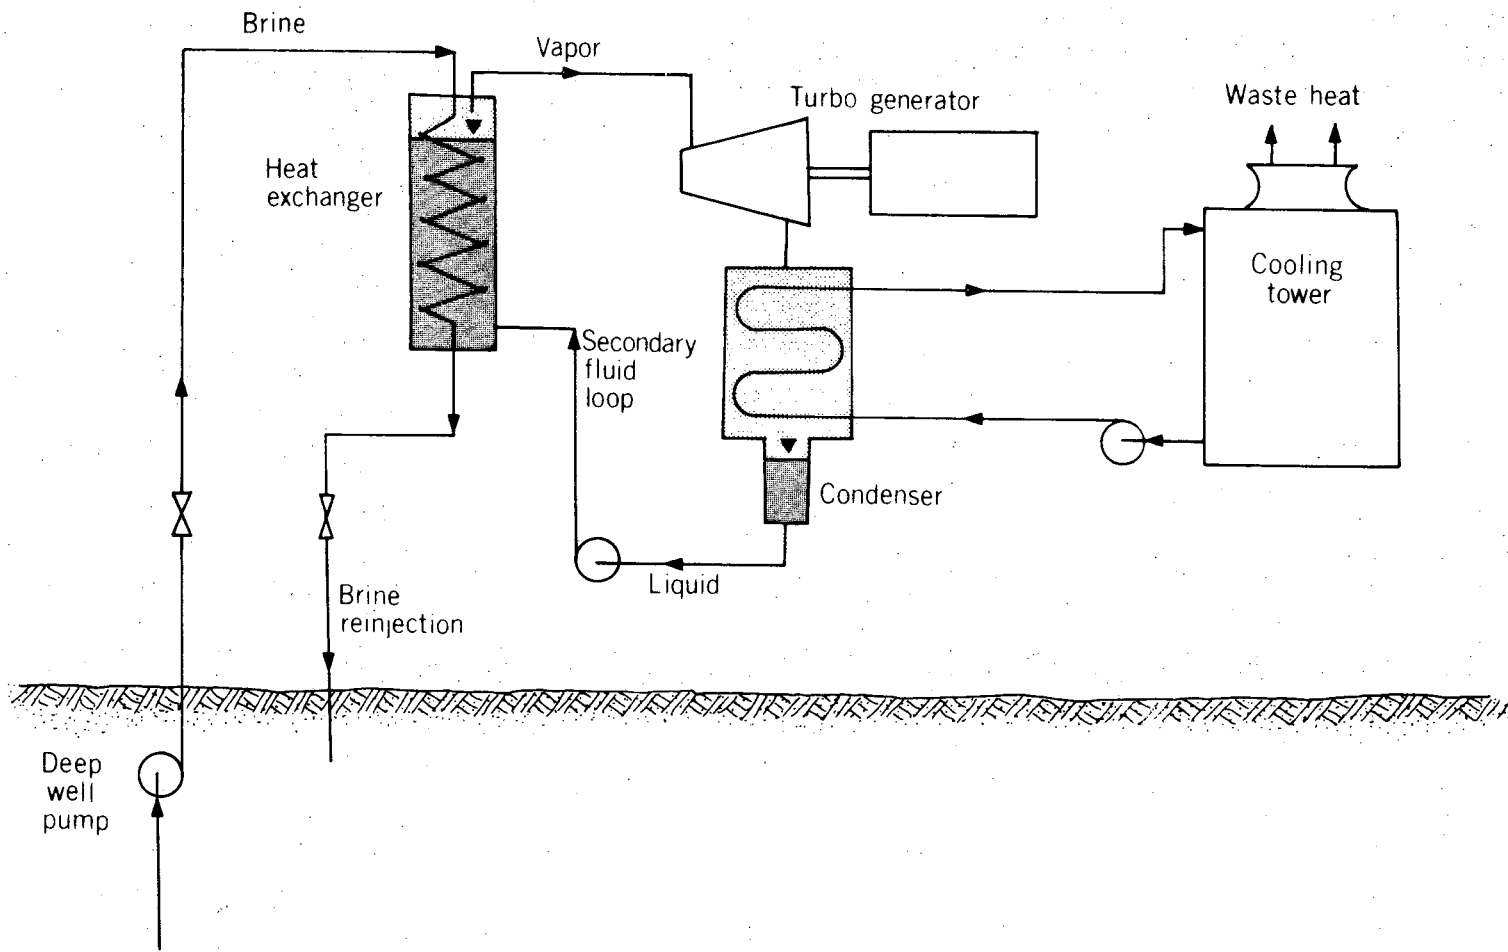 Brine
Vapor
Turbo generator
Waste heat
Heat
exchanger
Cooling
tower
Secondary
fluid
loop
Condenser
Liquid
Brine
reinjection
Deep
well
pump